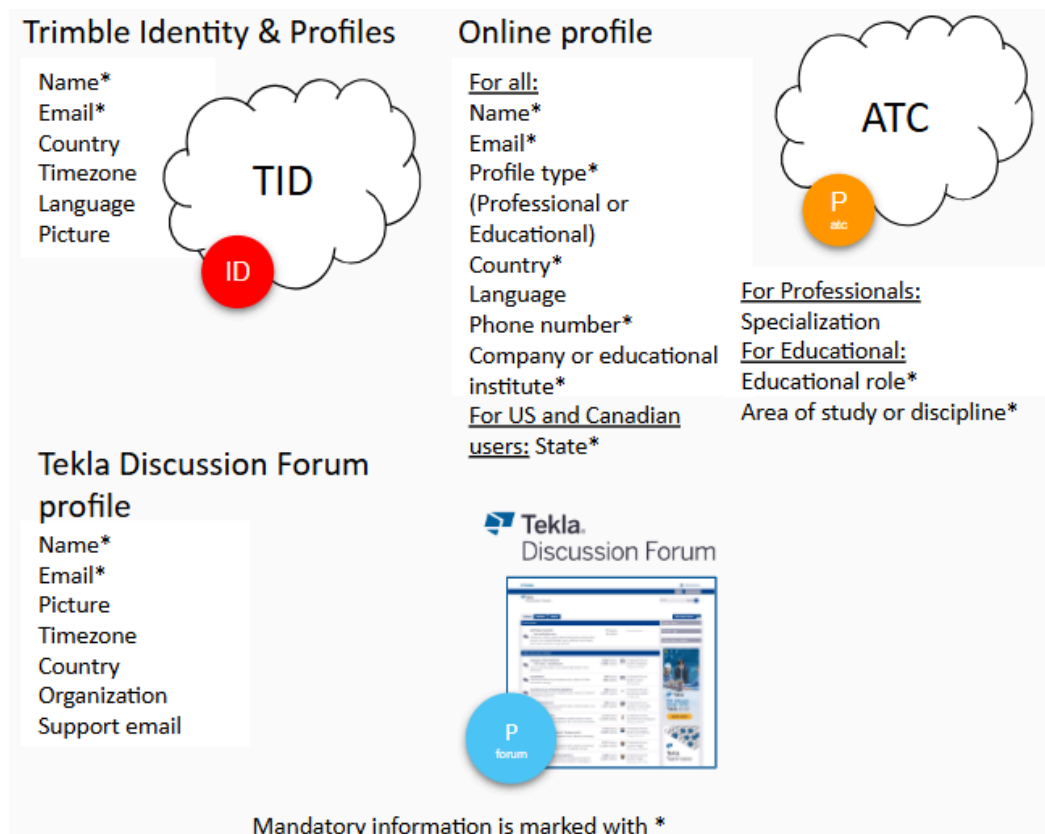 Trimble Identity & Profiles
Name*
Email*
Country
Timezone
Language
Picture
TID
ID
Online profile
For all:
Name*
Email*
Profile type*
(Professional or
Educational)
Country*
Language
Phone number*
Company or educational
institute*
For US and Canadian
users: State*
ATC
P
atc
For Professionals:
Specialization
For Educational:
Educational role*
Area of study or discipline*
Tekla Discussion Forum
profile
Name*
Email*
Picture
Timezone
Country
Organization
Support email
Tekla.
Discussion Forum
P
forum
Mandatory information is marked with *